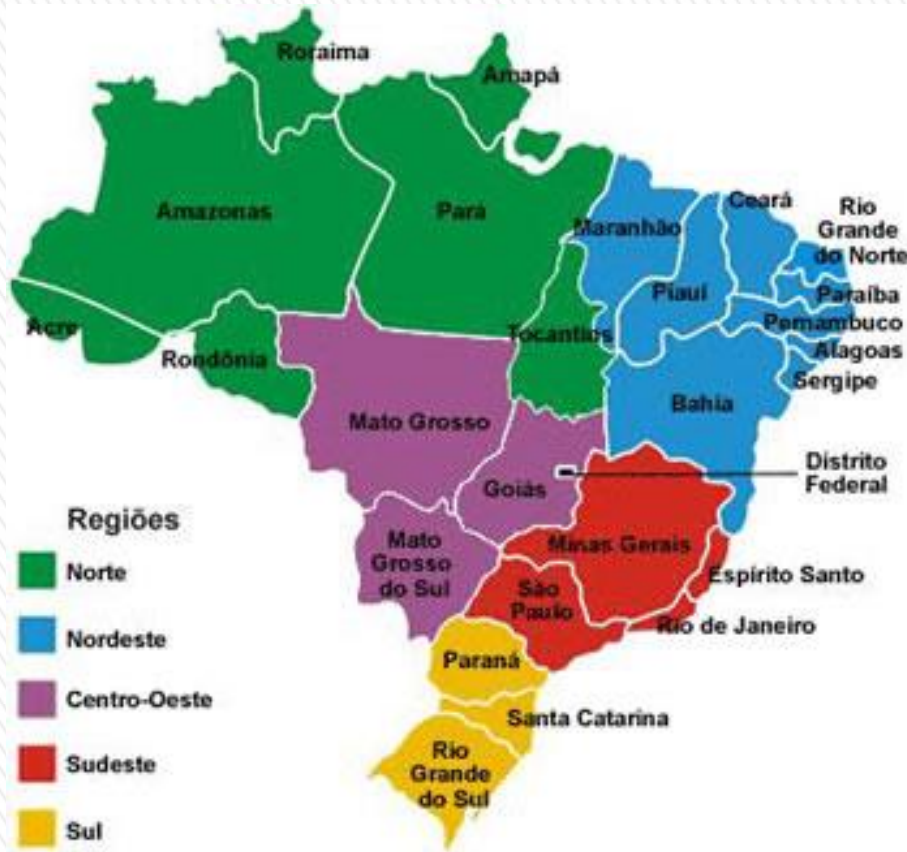 Roraima
Amapá
Amazonas
Pará
Maranhão
Ceará
Rio
Grande
do Norte
Piauí
Paraíba
Pernambuco
Alagoas
Sergipe
Acre
Rondônia
Tocantins
Bahia
Mato Grosso
Goiás
Distrito
Federal
Mato
Grosso
do Sul
Minas Gerais
Espírito Santo
São
Paulo
Rio de Janeiro
Paraná
Santa Catarina
Rio
Grande
do Sul
Regiões
Norte
Nordeste
Centro-Oeste
Sudeste
Sul